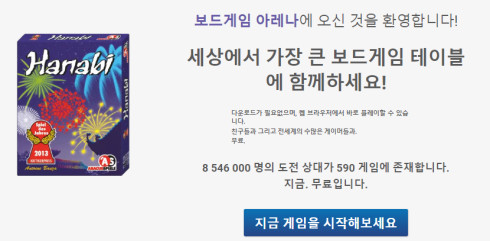 보드게임 아레나에 오신 것을 환영합니다!
Hanabi
세상에서 가장 큰 보드게임 테이블
에 함께하세요!
다운로드가 필요없으며, 웹 브라우저에서 바로 플레이할 수 있습
니다.
친구들과 그리고 전세계의 수많은 게이머들과.
무료.
Spiel des Jahres
2013
Antoine Bauza
ABACUSSPIELE
8 546 000 명의 도전 상대가 590 게임에 존재합니다.
지금. 무료입니다.
지금 게임을 시작해보세요